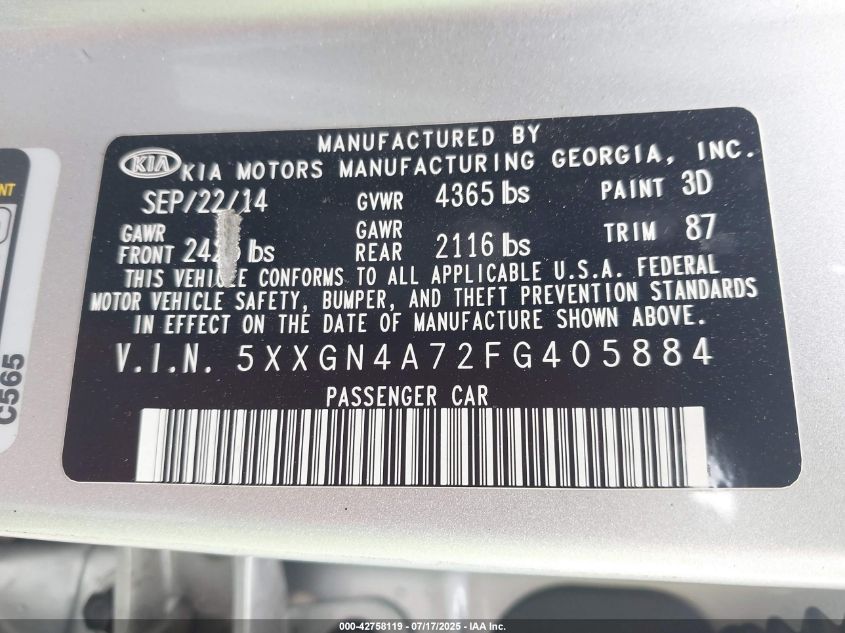 MANUFACTURED BY
KIA KIA MOTORS MANUFACTURING GEORGIA, INC.
SEP/22/14 GVWR 4365 lbs PAINT 3D
GAWR FRONT lbs GAWR REAR 2116 lbs TRIM 87
THIS VEHICLE CONFORMS TO ALL APPLICABLE U.S.A. FEDERAL
MOTOR VEHICLE SAFETY, BUMPER, AND THEFT PREVENTION STANDARDS
IN EFFECT ON THE DATE OF MANUFACTURE SHOWN ABOVE.
V.I.N. 5XXGN4A72FG405884
PASSENGER CAR
C565
000-42758119 - 07/17/2025 - IAA Inc.